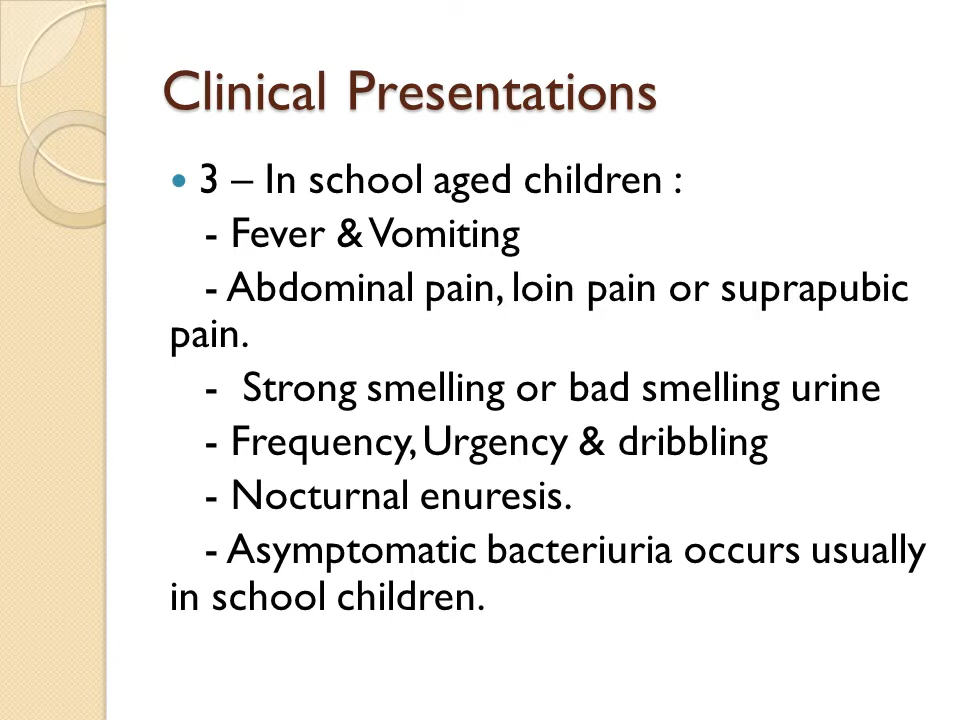 Clinical Presentations
• 3 – In school aged children :
- Fever & Vomiting
- Abdominal pain, loin pain or suprapubic
pain.
- Strong smelling or bad smelling urine
- Frequency, Urgency & dribbling
- Nocturnal enuresis.
- Asymptomatic bacteriuria occurs usually
in school children.